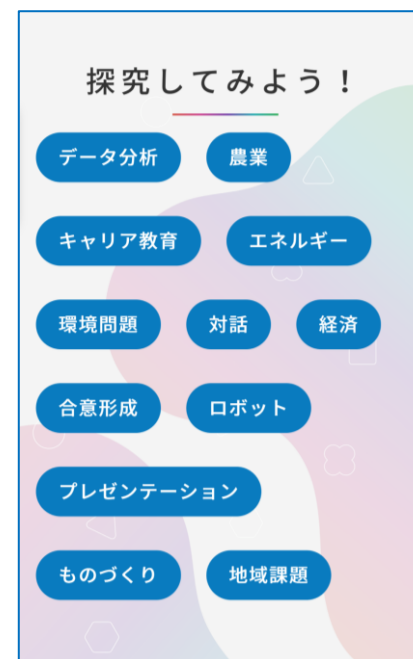 探究してみよう！
データ分析 農業
キャリア教育 エネルギー
環境問題 対話 経済
合意形成 ロボット
プレゼンテーション
ものづくり 地域課題